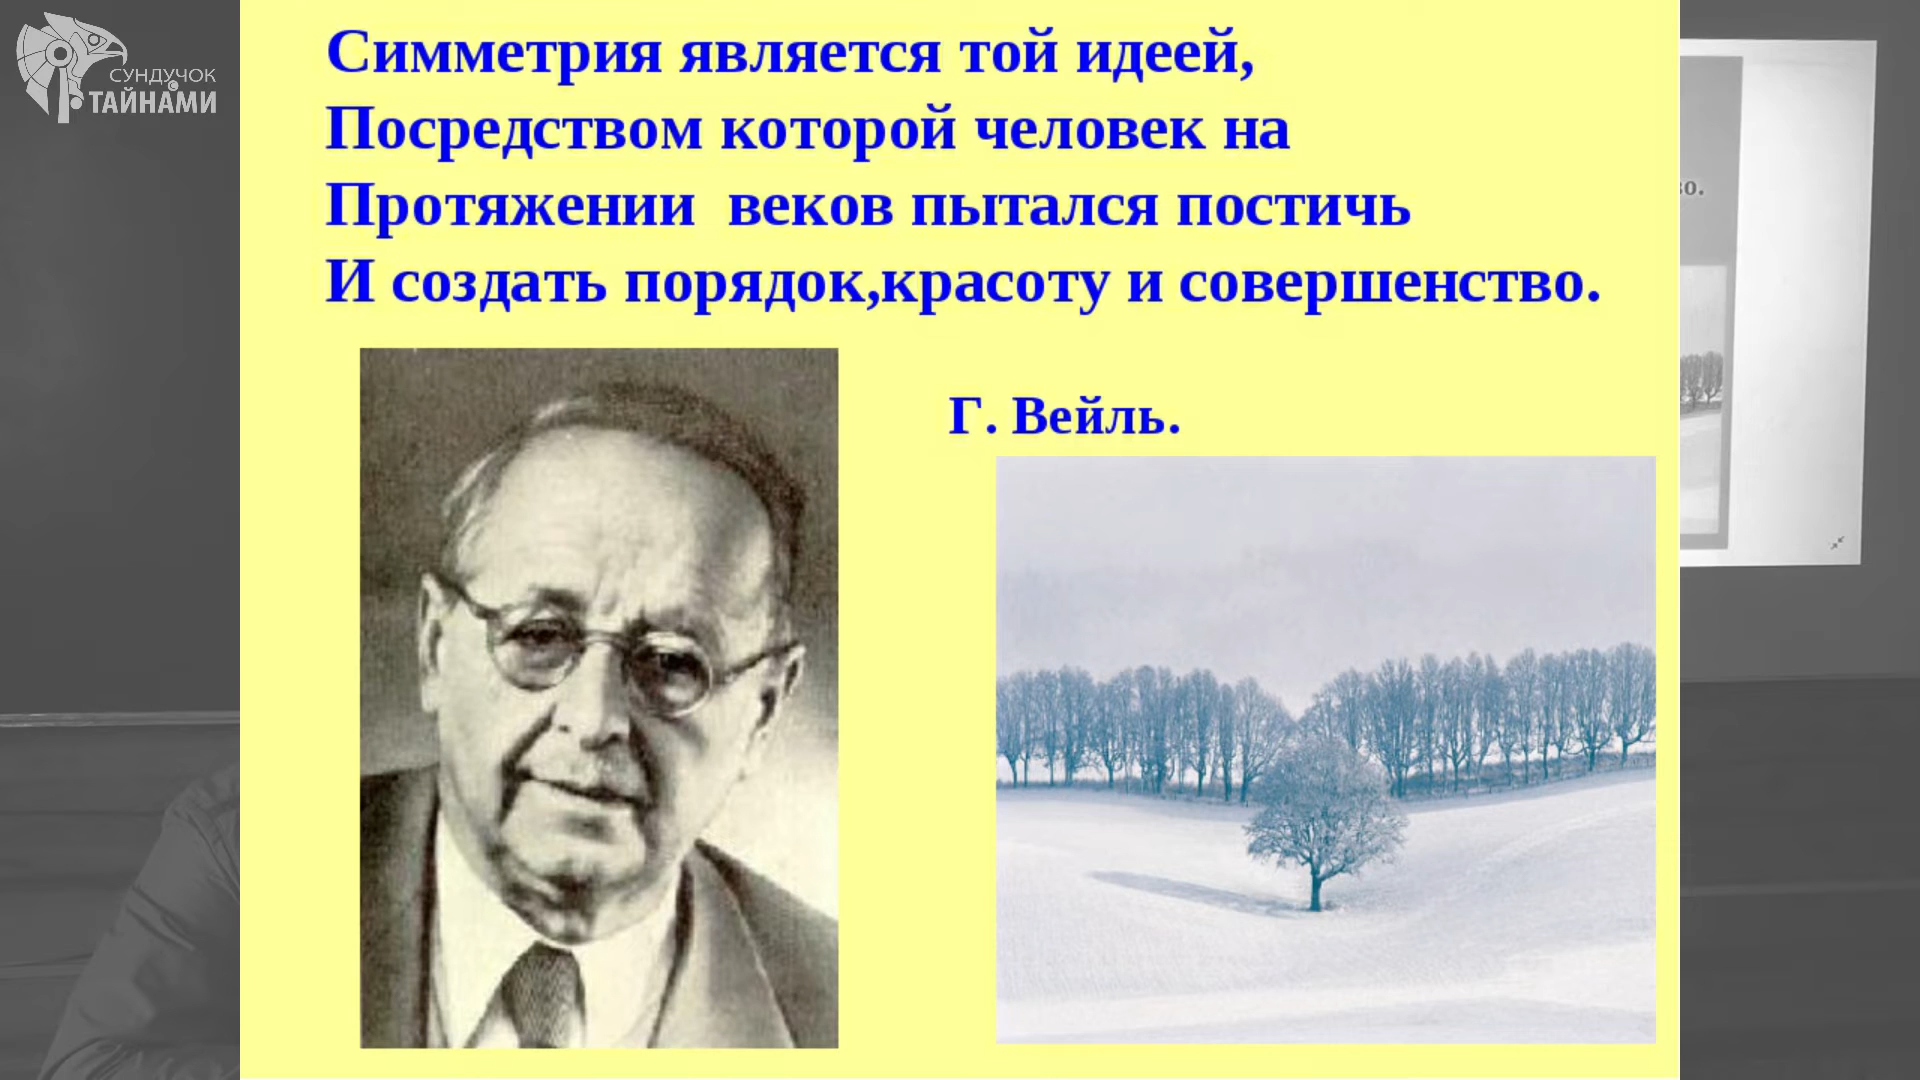 СУНДУЧОК
С
ТАЙНАМИ
Симметрия является той идеей,
Посредством которой человек на
Протяжении веков пытался постичь
И создать порядок,красоту и совершенство.
Г. Вейль.
во.